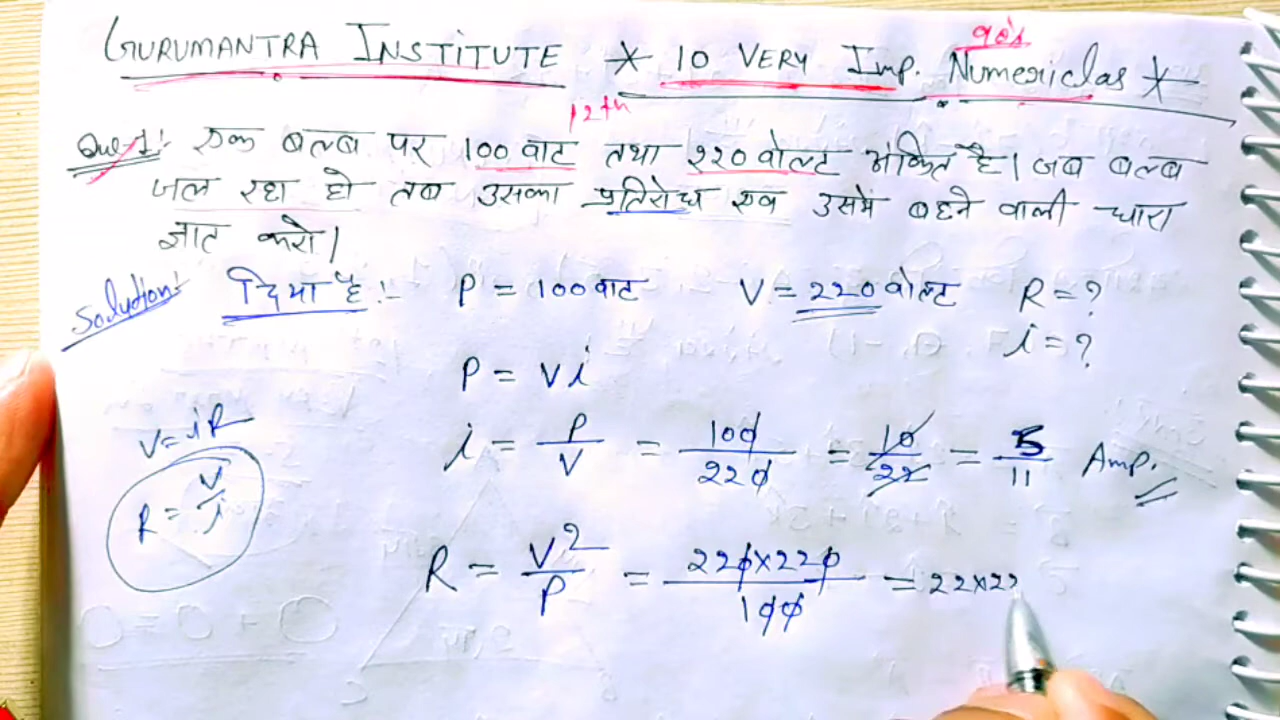 GURUMANTRA INSTITUTE * 10 VERY Imp. Numericlas *
90's
12th
Que-1:- एक बल्ब पर 100 वाट तथा 220 वोल्ट अंकित है। जब बल्ब
जल रहा हो तब उसका प्रतिरोध एव उसमे बहने वाली धारा
ज्ञात करो।
Solution:- दिया है:- P = 100 वाट V = 220 वोल्ट R = ?
i = ?
P = Vi
V = iR
i = P/V = 100/220 = 10/22 = 5/11 Amp.
R = V/i
R = V²/P = 220×220/100 = 22×22